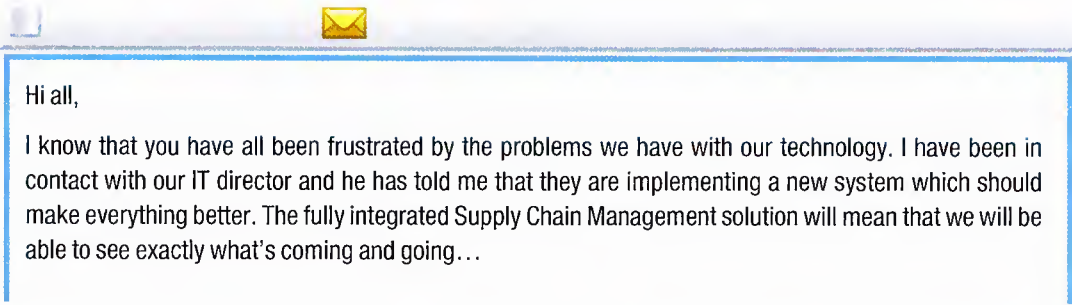 Hi all,
I know that you have all been frustrated by the problems we have with our technology. I have been in
contact with our IT director and he has told me that they are implementing a new system which should
make everything better. The fully integrated Supply Chain Management solution will mean that we will be
able to see exactly what's coming and going...